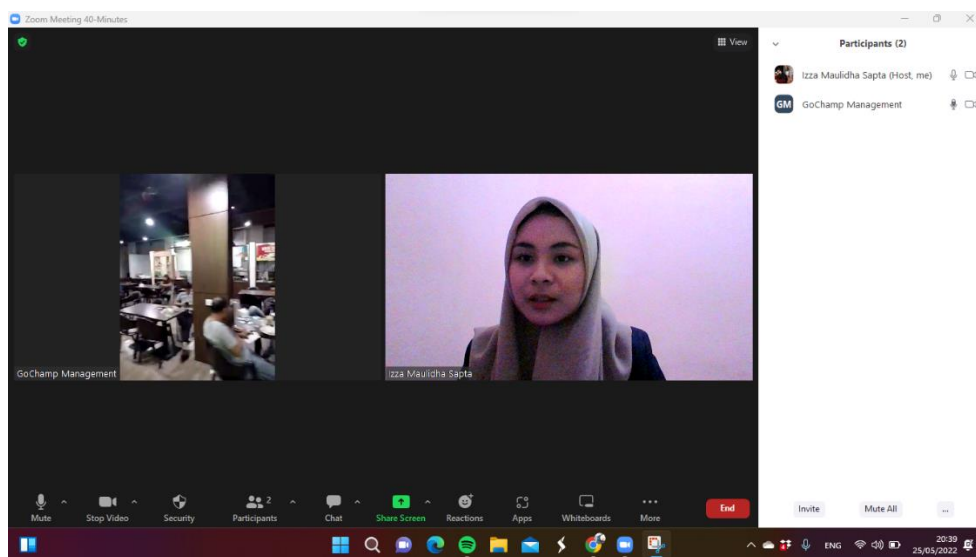 Zoom Meeting 40-Minutes
View
Participants (2)
Izza Maulidha Sapta (Host, me)
GM GoChamp Management
GoChamp Management
Izza Maulidha Sapta
Mute
Stop Video
Security
2
Participants
Chat
Share Screen
Reactions
Apps
Whiteboards
More
End
Invite
Mute All
...
ENG
20:39
25/05/2022